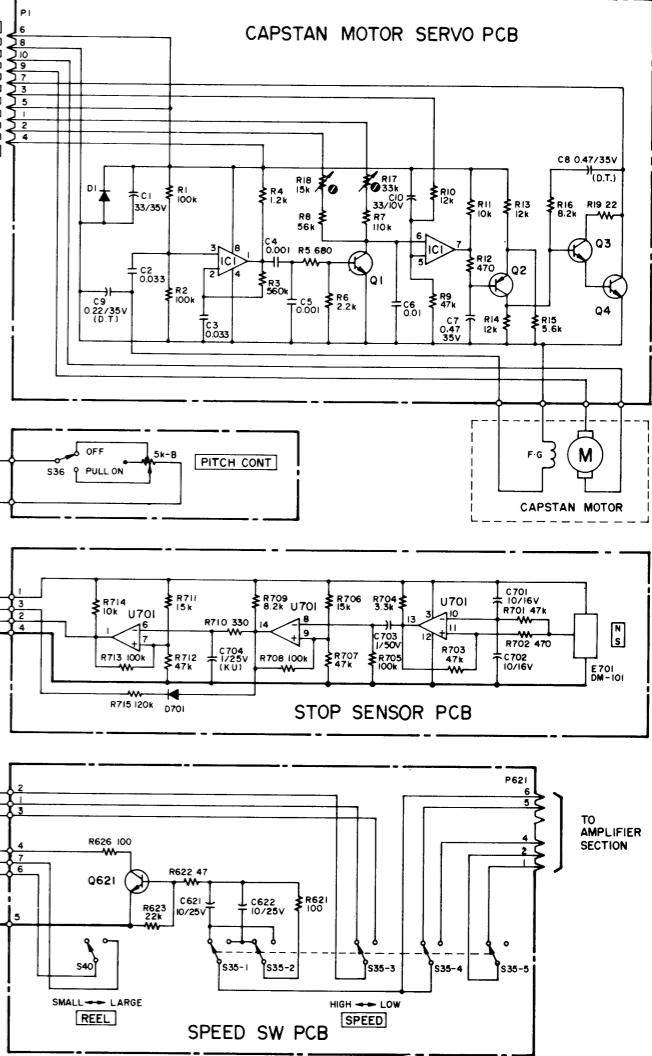 P1
CAPSTAN MOTOR SERVO PCB
6
8
10
9
7
3
5
1
2
4
D1
C1
33/35V
R1
100k
R4
1.2k
R18
15k
R17
33k
C10
33/10V
R10
12k
R11
10k
R13
12k
C8 0.47/35V
(D.T.)
R16
8.2k
R19 22
R8
56k
R7
110k
C2
0.033
3
2
IC1
8
4
1
C4
0.001
R5 680
Q1
6
5
IC1
7
R12
470
Q2
Q3
Q4
C9
0.22/35V
(D.T)
R2
100k
R3
560k
C3
0.033
C5
0.001
R6
2.2k
C6
0.01
R9
47k
C7
0.47
35V
R14
12k
R15
5.6k
F·G
M
CAPSTAN MOTOR
OFF
S36
PULL ON
5k-B
PITCH CONT
1
3
2
4
R714
10k
U701
R711
15k
R709
8.2k
U701
R706
15k
R704
3.3k
U701
C701
10/16V
R701 47k
1
6
7
R710 330
14
8
9
C703
1/50V
13
3
12
10
11
R702 470
N
S
R713 100k
R712
47k
C704
1/25V
(KU)
R708 100k
R707
47k
R705
100k
R703
47k
C702
10/16V
E701
DM-101
R715 120k
D701
STOP SENSOR PCB
P621
2
1
3
6
5
4
2
1
TO
AMPLIFIER
SECTION
4
7
6
R626 100
Q621
R622 47
R623
22k
C621
10/25V
C622
10/25V
R621
100
5
S40
S35-1
S35-2
S35-3
S35-4
S35-5
SMALL ↔ LARGE
REEL
HIGH ↔ LOW
SPEED
SPEED SW PCB